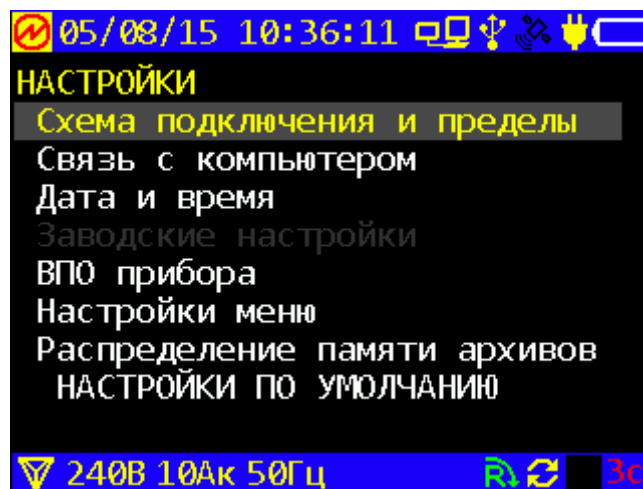 05/08/15 10:36:11
НАСТРОЙКИ
Схема подключения и пределы
Связь с компьютером
Дата и время
Заводские настройки
ВПО прибора
Настройки меню
Распределение памяти архивов
НАСТРОЙКИ ПО УМОЛЧАНИЮ
240В 10Ак 50Гц R 3с